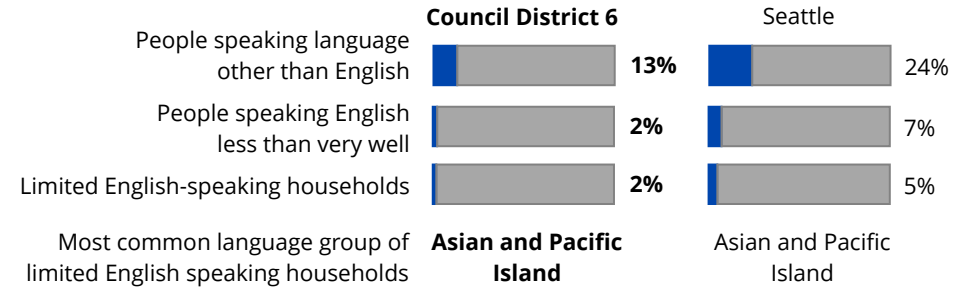 Council District 6 Seattle
People speaking language
other than English 13% 24%
People speaking English
less than very well 2% 7%
Limited English-speaking households 2% 5%
Most common language group of Asian and Pacific Asian and Pacific
limited English speaking households Island Island